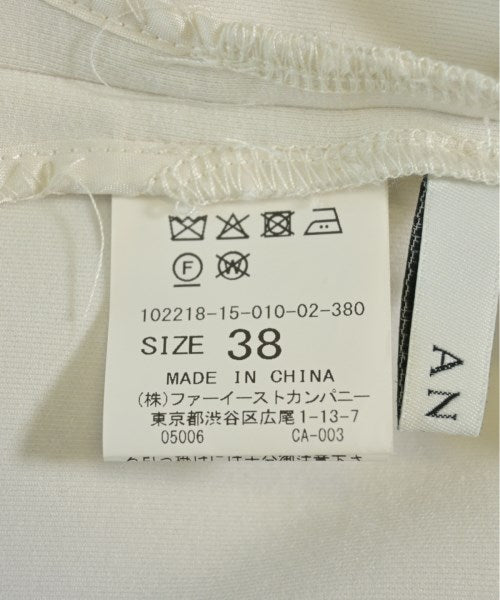 F W
102218-15-010-02-380
SIZE 38
MADE IN CHINA
(株)ファーイーストカンパニー
東京都渋谷区広尾1-13-7
05006 CA-003
AN